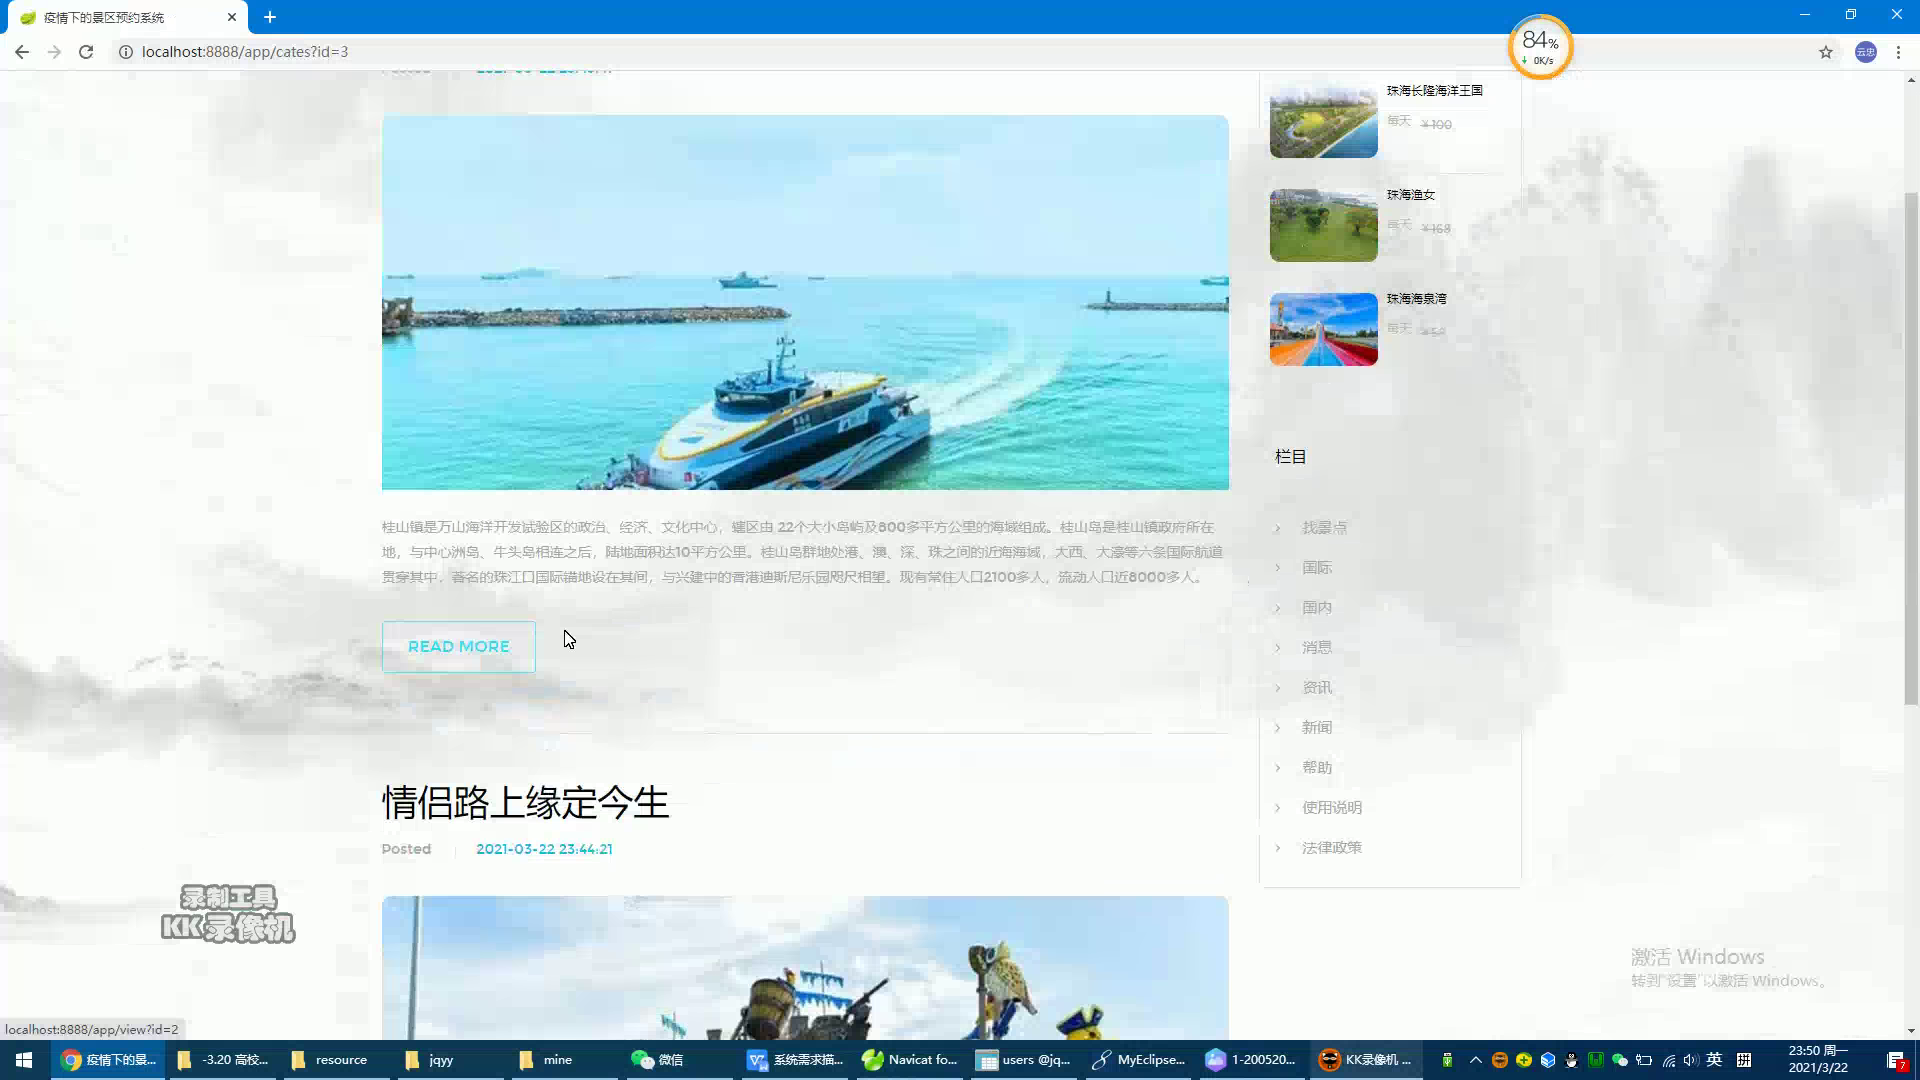 疫情下的景区预约系统
localhost:8888/app/cates?id=3
84%
0K/s
云忠
珠海长隆海洋王国
每天 ¥100
珠海渔女
每天 ¥168
珠海海泉湾
每天
桂山镇是万山海洋开发试验区的政治、经济、文化中心，辖区由 22个大小岛屿及800多平方公里的海域组成。桂山岛是桂山镇政府所在
地，与中心洲岛、牛头岛相连之后，陆地面积达10平方公里。桂山岛群地处港、澳、深、珠之间的近海海域，大西、大濠等六条国际航道
贯穿其中，著名的珠江口国际锚地设在其间，与兴建中的香港迪斯尼乐园咫尺相望。现有常住人口2100多人，流动人口近8000多人。
READ MORE
栏目
找景点
国际
国内
消息
资讯
新闻
帮助
使用说明
法律政策
情侣路上缘定今生
Posted 2021-03-22 23:44:21
录制工具
KK录像机
激活 Windows
转到"设置"以激活 Windows。
localhost:8888/app/view?id=2
疫情下的景...
-3.20 高校...
resource
jqyy
mine
微信
系统需求描...
Navicat fo...
users @jq...
MyEclipse...
1-200520...
KK录像机 ...
英
拼
23:50 周一
2021/3/22
7